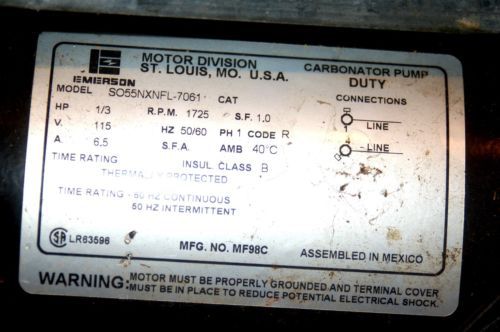 MOTOR DIVISION
ST. LOUIS, MO. U.S.A.
EMERSON
CARBONATOR PUMP
DUTY
MODEL SO55NXNFL-7061 CAT
CONNECTIONS
HP 1/3 R.P.M. 1725 S.F. 1.0
LINE
V. 115 HZ 50/60 PH 1 CODE R
A. 6.5 S.F.A. AMB 40°C
LINE
TIME RATING INSUL. CLASS B
THERMALLY PROTECTED
TIME RATING - 60 HZ CONTINUOUS
50 HZ INTERMITTENT
SA LR63596 MFG. NO. MF98C ASSEMBLED IN MEXICO
WARNING: MOTOR MUST BE PROPERLY GROUNDED AND TERMINAL COVER
MUST BE IN PLACE TO REDUCE POTENTIAL ELECTRICAL SHOCK.